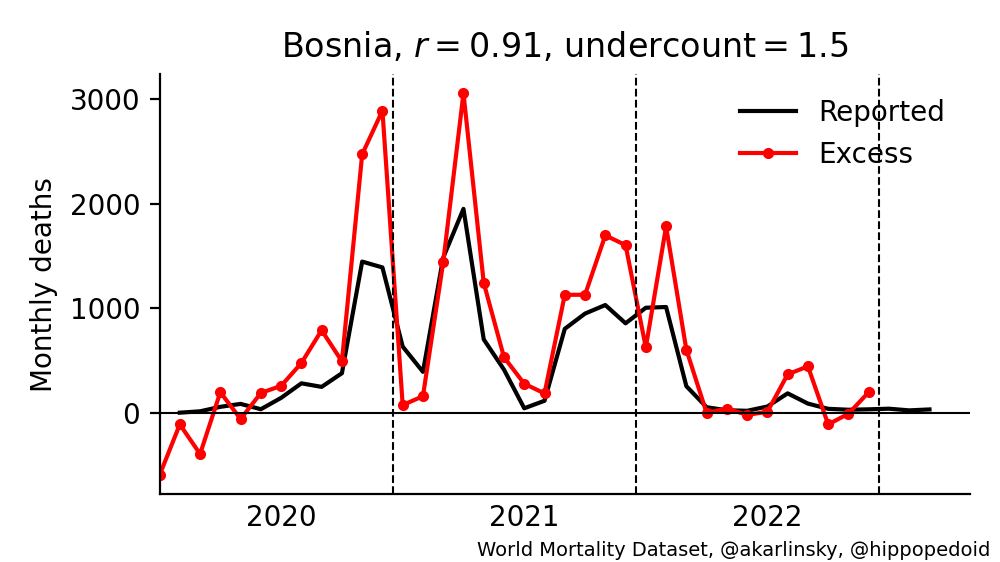 Bosnia, r = 0.91, undercount = 1.5
3000
2000
1000
0
Monthly deaths
Reported
Excess
2020 2021 2022
World Mortality Dataset, @akarlinsky, @hippopedoid